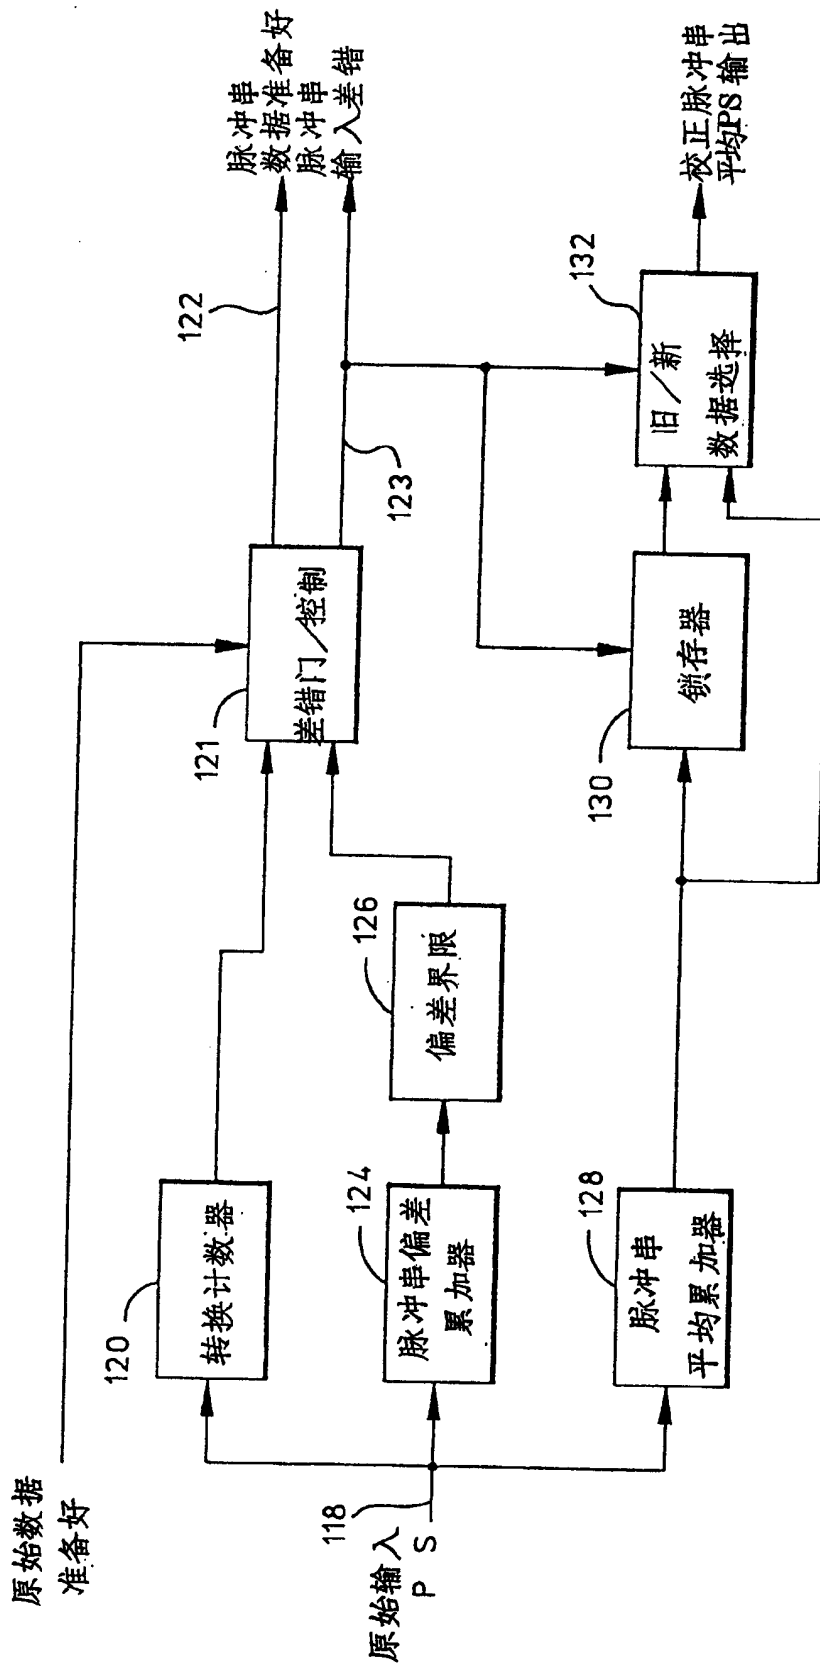 原始数据
准备好
118
原始输入
P S
120
转换计数器
124
脉冲串偏差
累加器
128
脉冲串
平均累加器
126
偏差界限
121
差错门／控制
130
锁存器
122
123
132
旧／新
数据选择
脉冲串
数据准备好
脉冲串
输入差错
校正脉冲串
平均PS输出